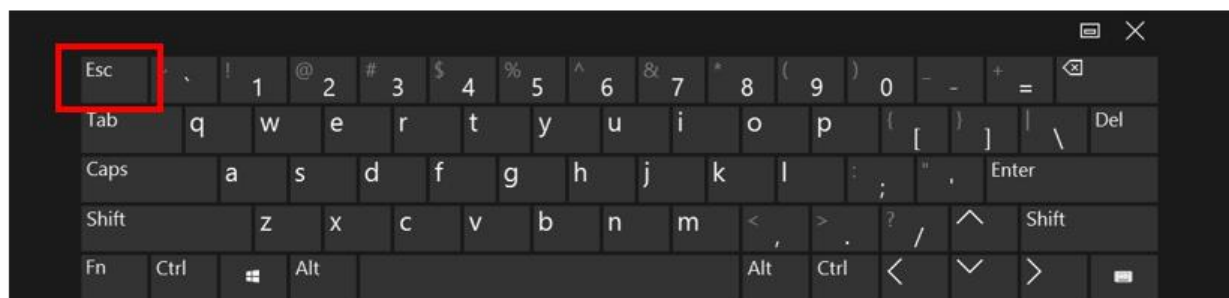 Esc ~ ` ! 1 @ 2 # 3 $ 4 % 5 ^ 6 & 7 * 8 ( 9 ) 0 _ - + =
Tab q w e r t y u i o p { [ } ] | \ Del
Caps a s d f g h j k l : ; " ' Enter
Shift z x c v b n m < , > . ? / Shift
Fn Ctrl Alt Alt Ctrl